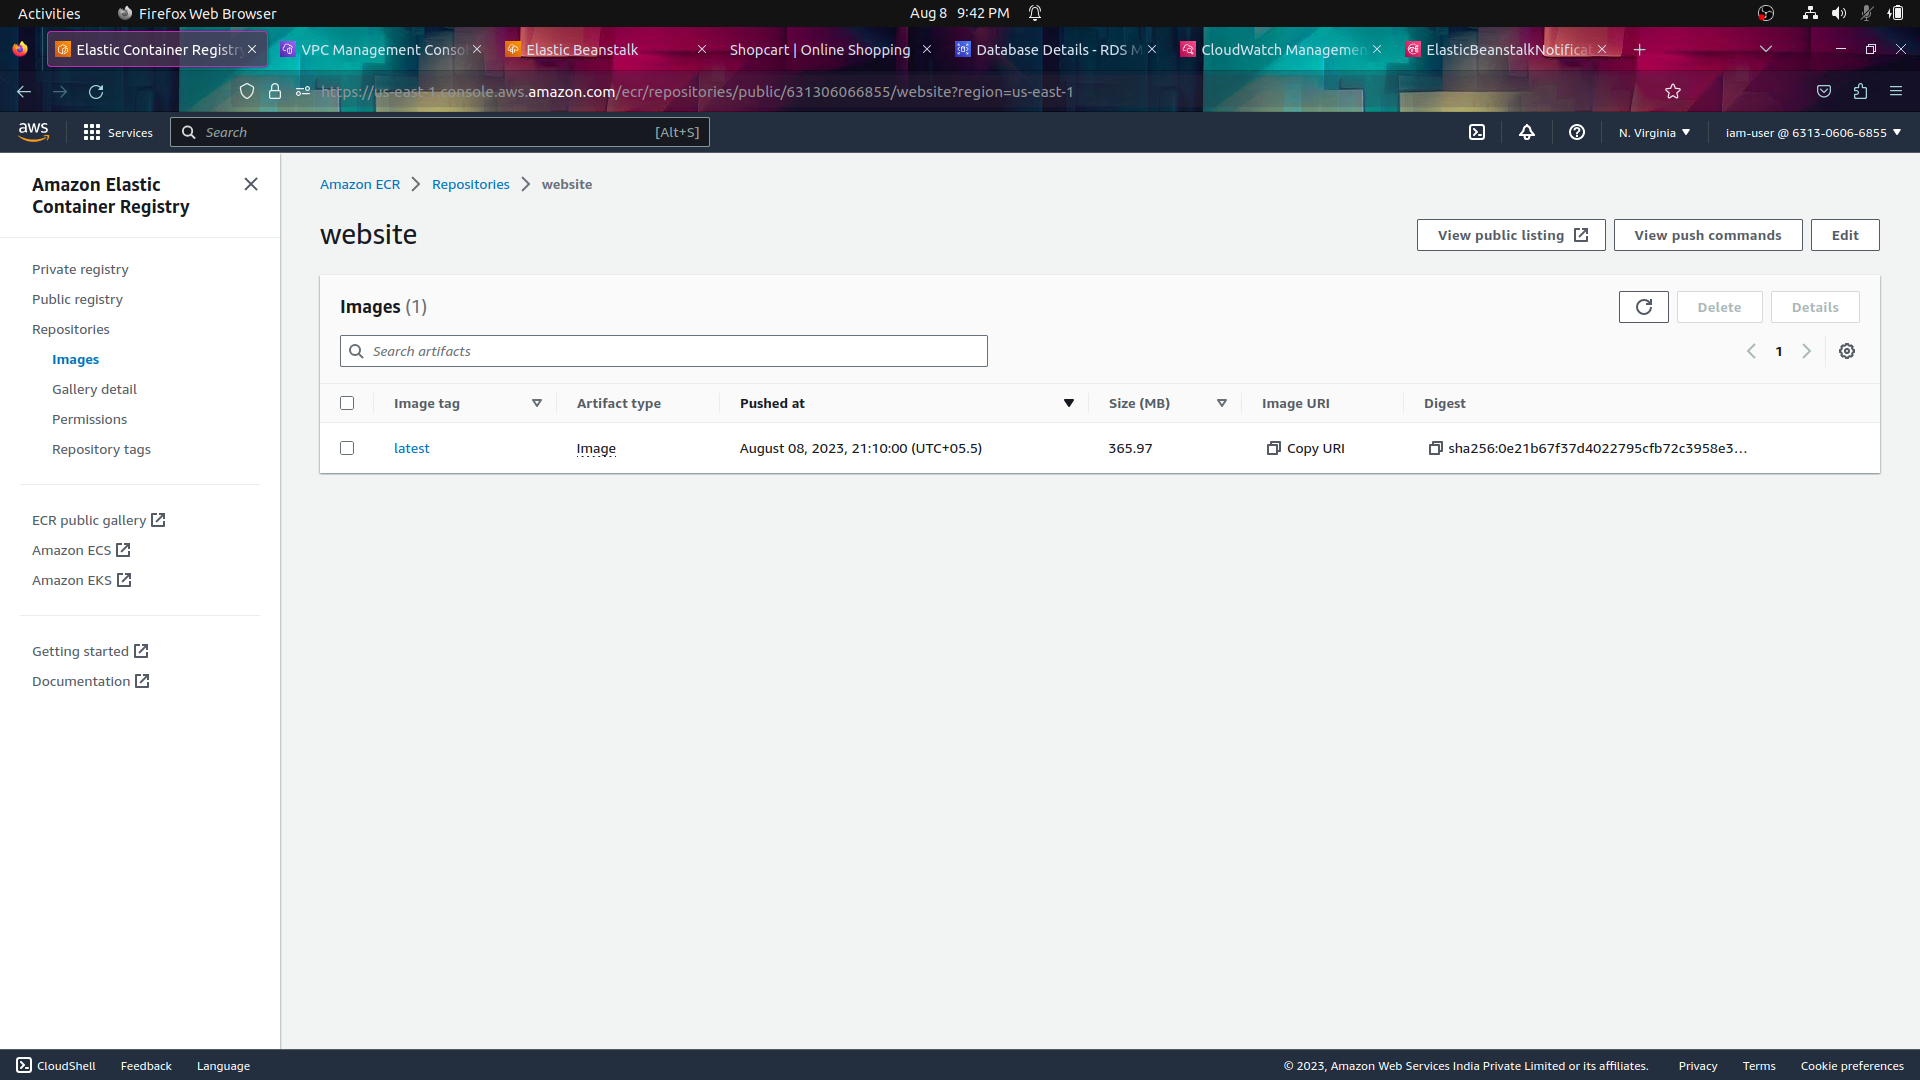 Activities
Firefox Web Browser
Aug 8 9:42 PM
Elastic Container Registry
VPC Management Conso
Elastic Beanstalk
Shopcart | Online Shopping
Database Details - RDS M
CloudWatch Managemen
ElasticBeanstalkNotificat
https://us-east-1.console.aws.amazon.com/ecr/repositories/public/631306066855/website?region=us-east-1
aws
Services
Search
[Alt+S]
N. Virginia
iam-user @ 6313-0606-6855
Amazon Elastic
Container Registry
Private registry
Public registry
Repositories
Images
Gallery detail
Permissions
Repository tags
ECR public gallery
Amazon ECS
Amazon EKS
Getting started
Documentation
Amazon ECR
Repositories
website
website
View public listing
View push commands
Edit
Images (1)
Delete
Details
Search artifacts
1
Image tag
Artifact type
Pushed at
Size (MB)
Image URI
Digest
latest
Image
August 08, 2023, 21:10:00 (UTC+05.5)
365.97
Copy URI
sha256:0e21b67f37d4022795cfb72c3958e3...
CloudShell
Feedback
Language
© 2023, Amazon Web Services India Private Limited or its affiliates.
Privacy
Terms
Cookie preferences